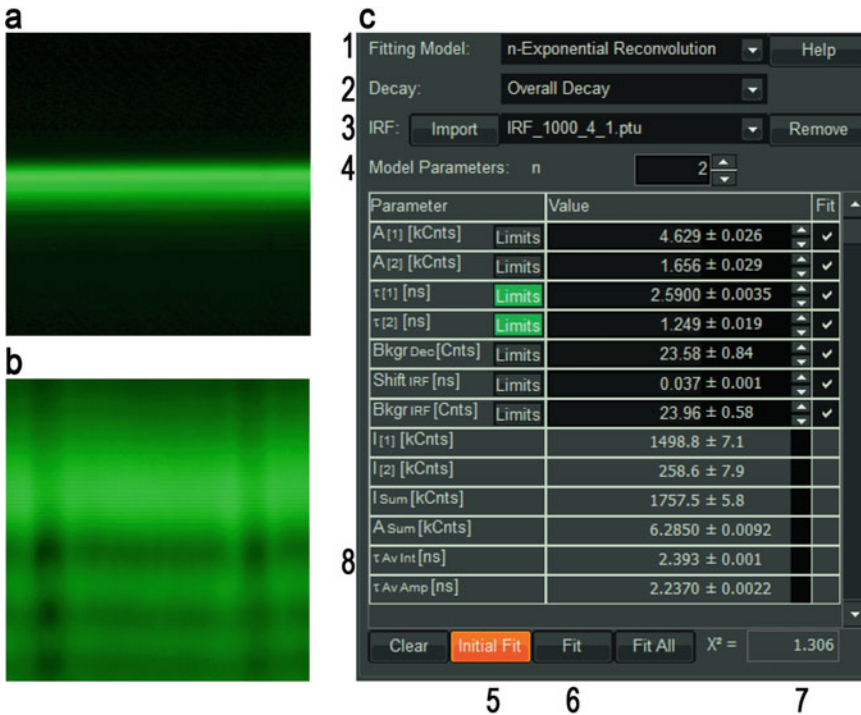 a
b
c
1 Fitting Model: n-Exponential Reconvolution Help
2 Decay: Overall Decay
3 IRF: Import IRF_1000_4_1.ptu Remove
4 Model Parameters: n 2
Parameter Value Fit
A[1] [kCnts] Limits 4.629 ± 0.026
A[2] [kCnts] Limits 1.656 ± 0.029
τ[1] [ns] Limits 2.5900 ± 0.0035
τ[2] [ns] Limits 1.249 ± 0.019
Bkgr Dec [Cnts] Limits 23.58 ± 0.84
Shift IRF [ns] Limits 0.037 ± 0.001
Bkgr IRF [Cnts] Limits 23.96 ± 0.58
I[1] [kCnts] 1498.8 ± 7.1
I[2] [kCnts] 258.6 ± 7.9
I Sum [kCnts] 1757.5 ± 5.8
A Sum [kCnts] 6.2850 ± 0.0092
8 τ Av Int [ns] 2.393 ± 0.001
τ Av Amp [ns] 2.2370 ± 0.0022
Clear Initial Fit Fit Fit All X² = 1.306
5 6 7